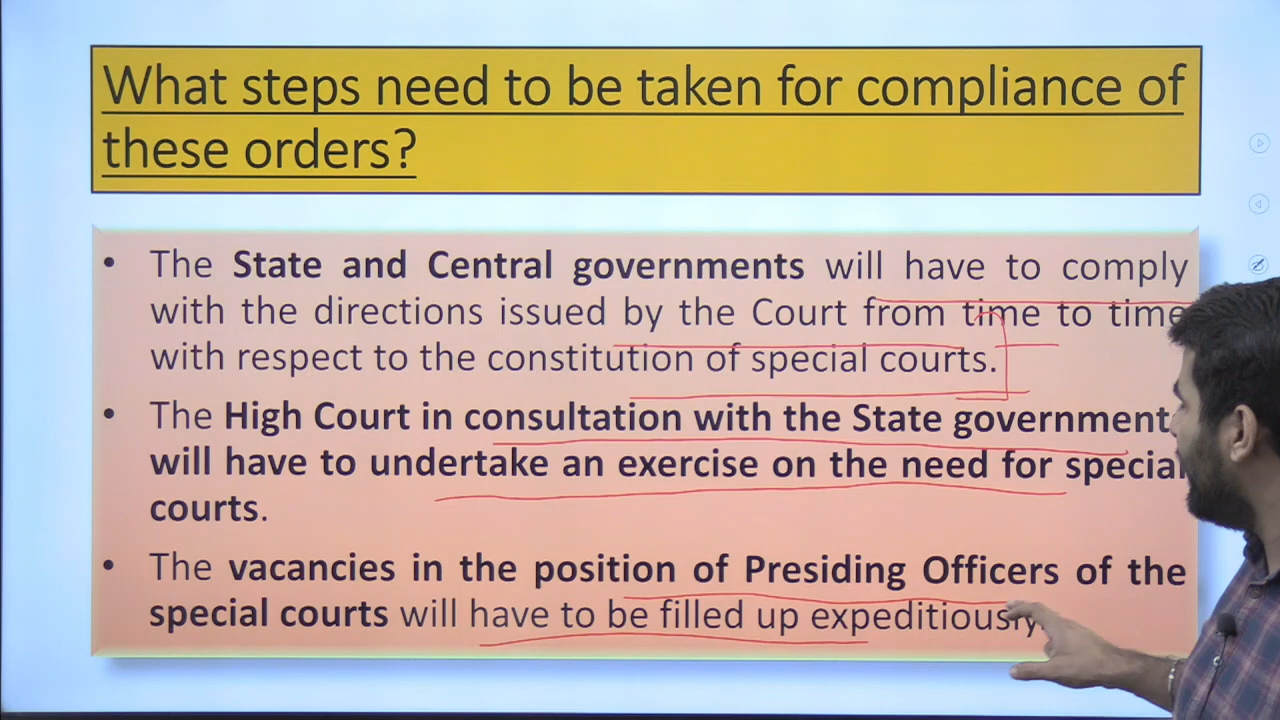 What steps need to be taken for compliance of
these orders?
• The State and Central governments will have to comply
with the directions issued by the Court from time to time
with respect to the constitution of special courts.
• The High Court in consultation with the State government
will have to undertake an exercise on the need for special
courts.
• The vacancies in the position of Presiding Officers of the
special courts will have to be filled up expeditiously